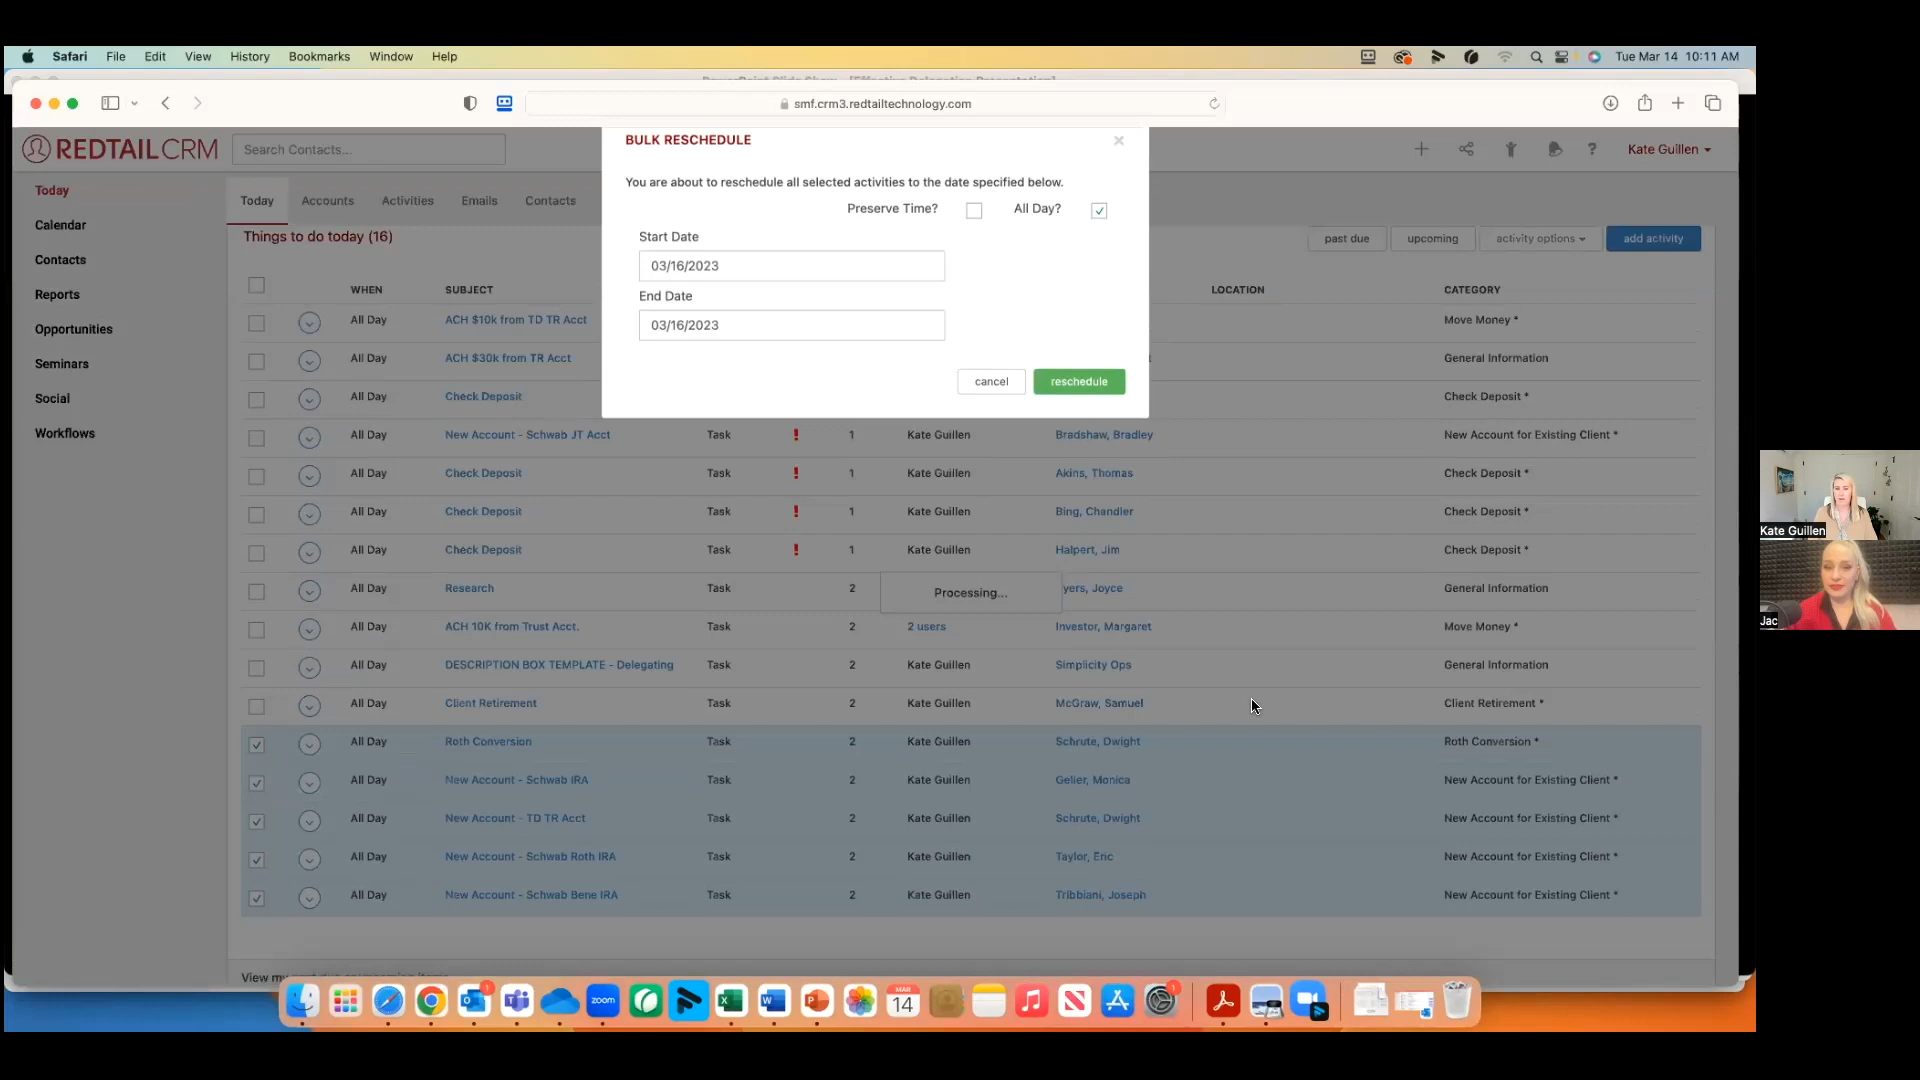 Safari File Edit View History Bookmarks Window Help Tue Mar 14 10:11 AM
smf.crm3.redtailtechnology.com
REDTAIL CRM Search Contacts... ? Kate Guillen
BULK RESCHEDULE ×
You are about to reschedule all selected activities to the date specified below.
Preserve Time? All Day?
Start Date
03/16/2023
End Date
03/16/2023
cancel reschedule
Today
Calendar
Contacts
Reports
Opportunities
Seminars
Social
Workflows
Today Accounts Activities Emails Contacts
Things to do today (16) past due upcoming activity options add activity
WHEN SUBJECT LOCATION CATEGORY
All Day ACH $10k from TD TR Acct Move Money *
All Day ACH $30k from TR Acct General Information
All Day Check Deposit Check Deposit *
All Day New Account - Schwab JT Acct Task ! 1 Kate Guillen Bradshaw, Bradley New Account for Existing Client *
All Day Check Deposit Task ! 1 Kate Guillen Akins, Thomas Check Deposit *
All Day Check Deposit Task ! 1 Kate Guillen Bing, Chandler Check Deposit *
All Day Check Deposit Task ! 1 Kate Guillen Halpert, Jim Check Deposit *
All Day Research Task 2 Kate Guillen yers, Joyce General Information
Processing...
All Day ACH 10K from Trust Acct. Task 2 2 users Investor, Margaret Move Money *
All Day DESCRIPTION BOX TEMPLATE - Delegating Task 2 Kate Guillen Simplicity Ops General Information
All Day Client Retirement Task 2 Kate Guillen McGraw, Samuel Client Retirement *
All Day Roth Conversion Task 2 Kate Guillen Schrute, Dwight Roth Conversion *
All Day New Account - Schwab IRA Task 2 Kate Guillen Geller, Monica New Account for Existing Client *
All Day New Account - TD TR Acct Task 2 Kate Guillen Schrute, Dwight New Account for Existing Client *
All Day New Account - Schwab Roth IRA Task 2 Kate Guillen Taylor, Eric New Account for Existing Client *
All Day New Account - Schwab Bene IRA Task 2 Kate Guillen Tribbiani, Joseph New Account for Existing Client *
View my
zoom
MAR
14
Kate Guillen
Jac